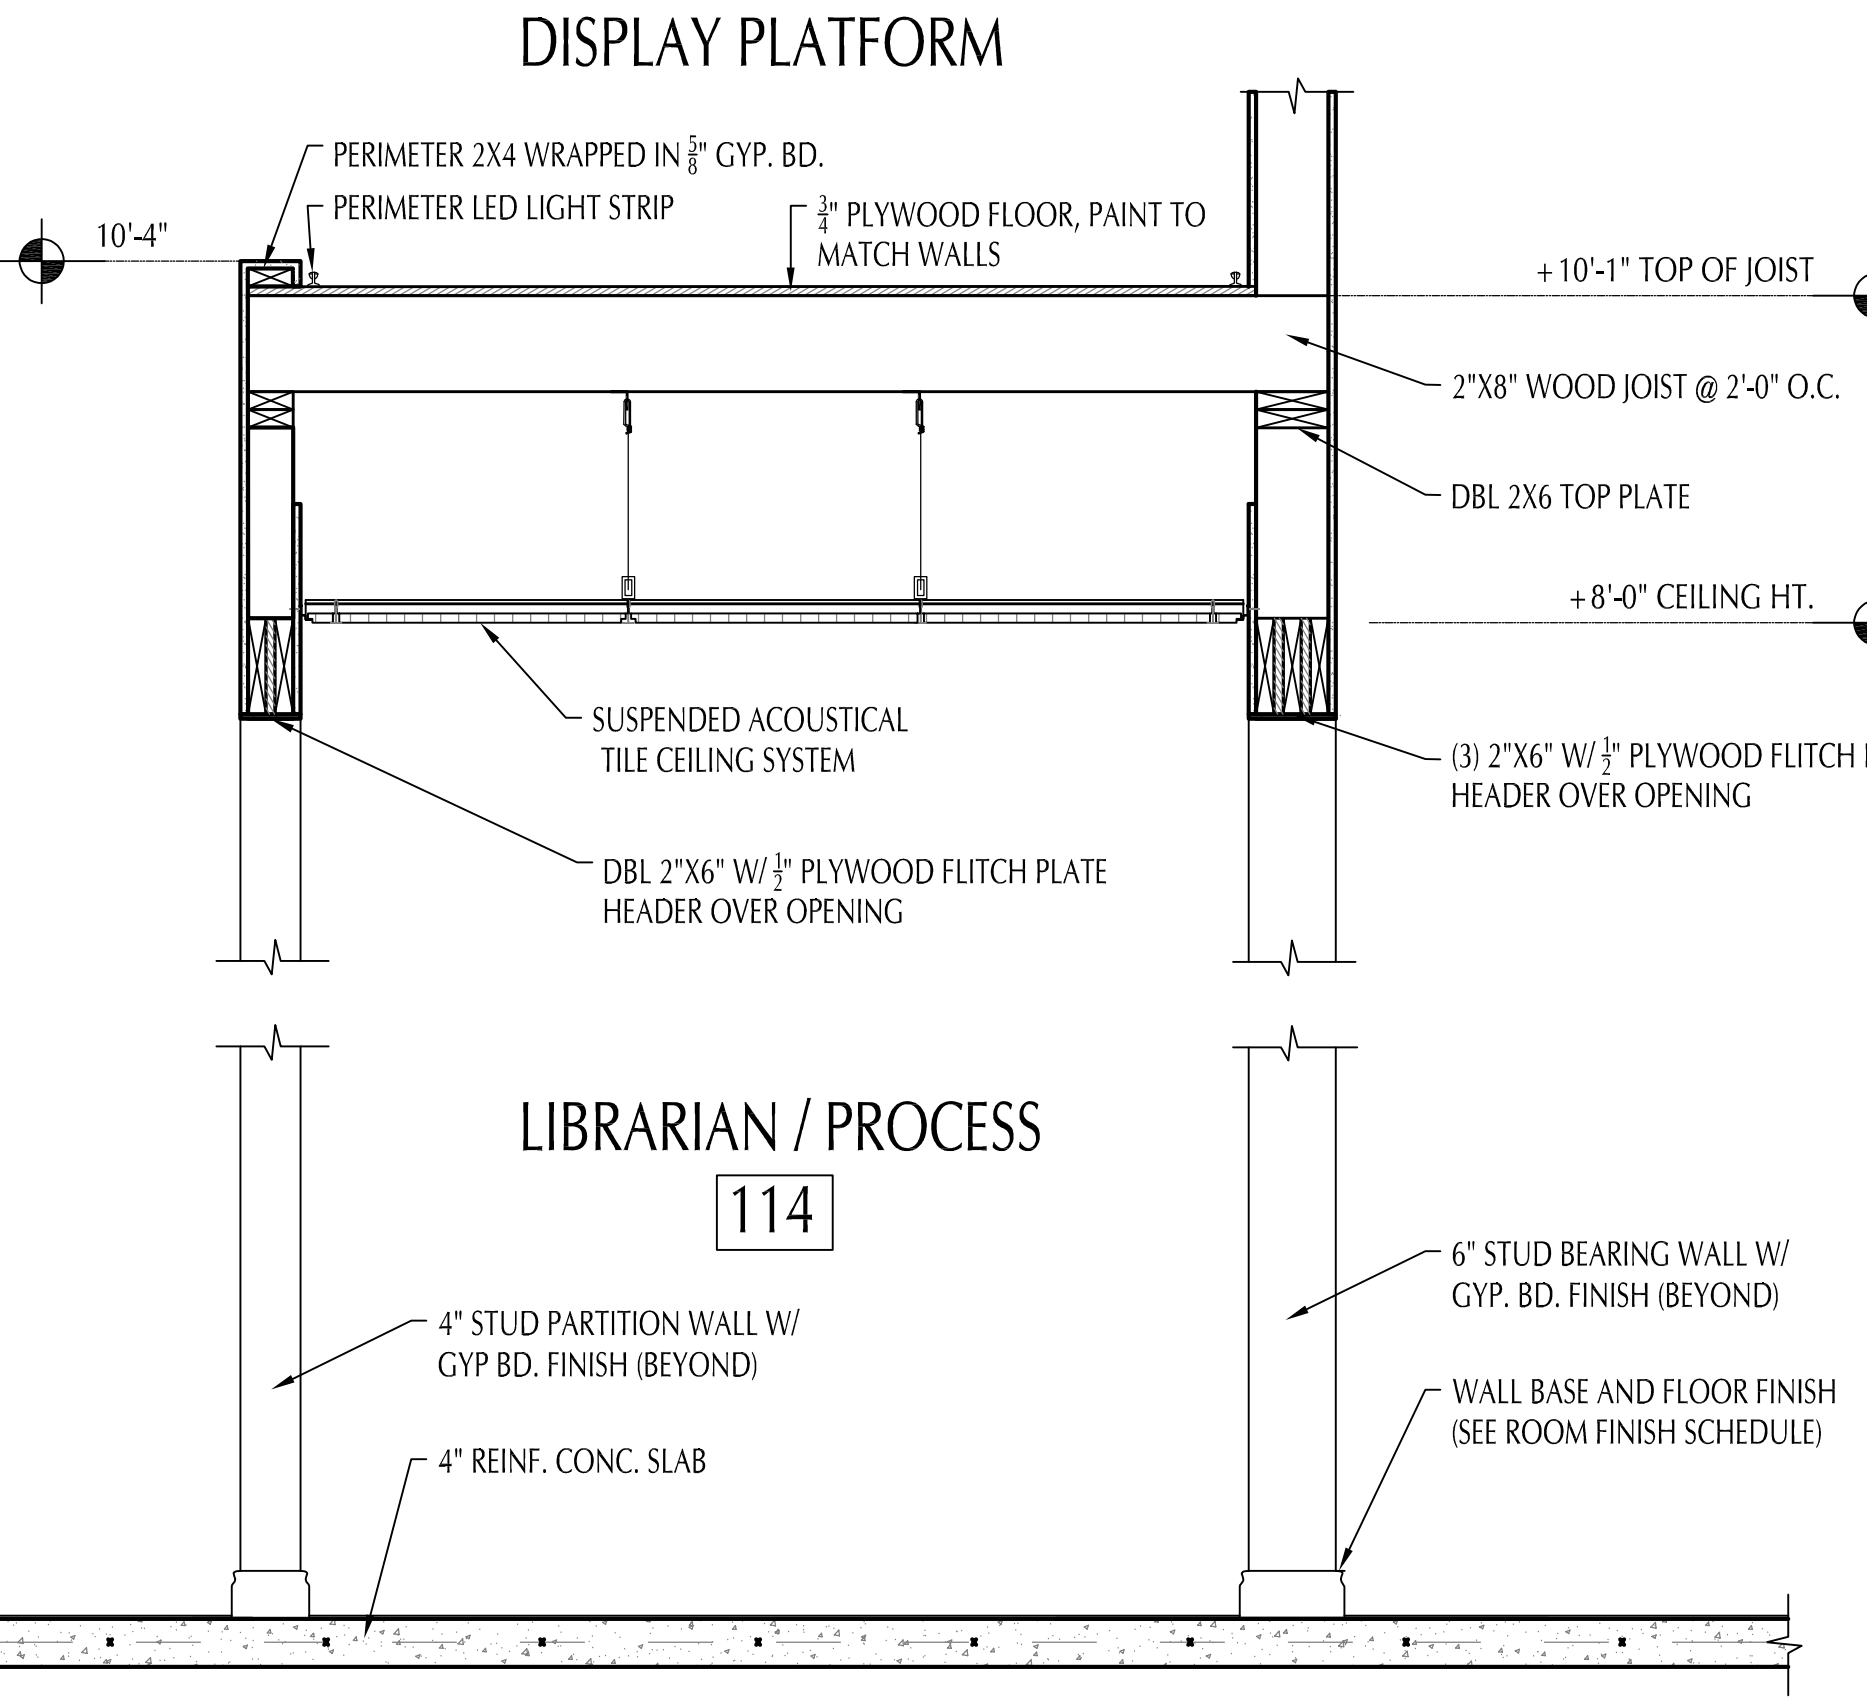 DISPLAY PLATFORM
PERIMETER 2X4 WRAPPED IN 5/8" GYP. BD.
PERIMETER LED LIGHT STRIP
3/4" PLYWOOD FLOOR, PAINT TO
MATCH WALLS
10'-4"
+10'-1" TOP OF JOIST
2"X8" WOOD JOIST @ 2'-0" O.C.
DBL 2X6 TOP PLATE
+8'-0" CEILING HT.
SUSPENDED ACOUSTICAL
TILE CEILING SYSTEM
(3) 2"X6" W/ 1/2" PLYWOOD FLITCH
HEADER OVER OPENING
DBL 2"X6" W/ 1/2" PLYWOOD FLITCH PLATE
HEADER OVER OPENING
LIBRARIAN / PROCESS
114
6" STUD BEARING WALL W/
GYP. BD. FINISH (BEYOND)
4" STUD PARTITION WALL W/
GYP BD. FINISH (BEYOND)
WALL BASE AND FLOOR FINISH
(SEE ROOM FINISH SCHEDULE)
4" REINF. CONC. SLAB